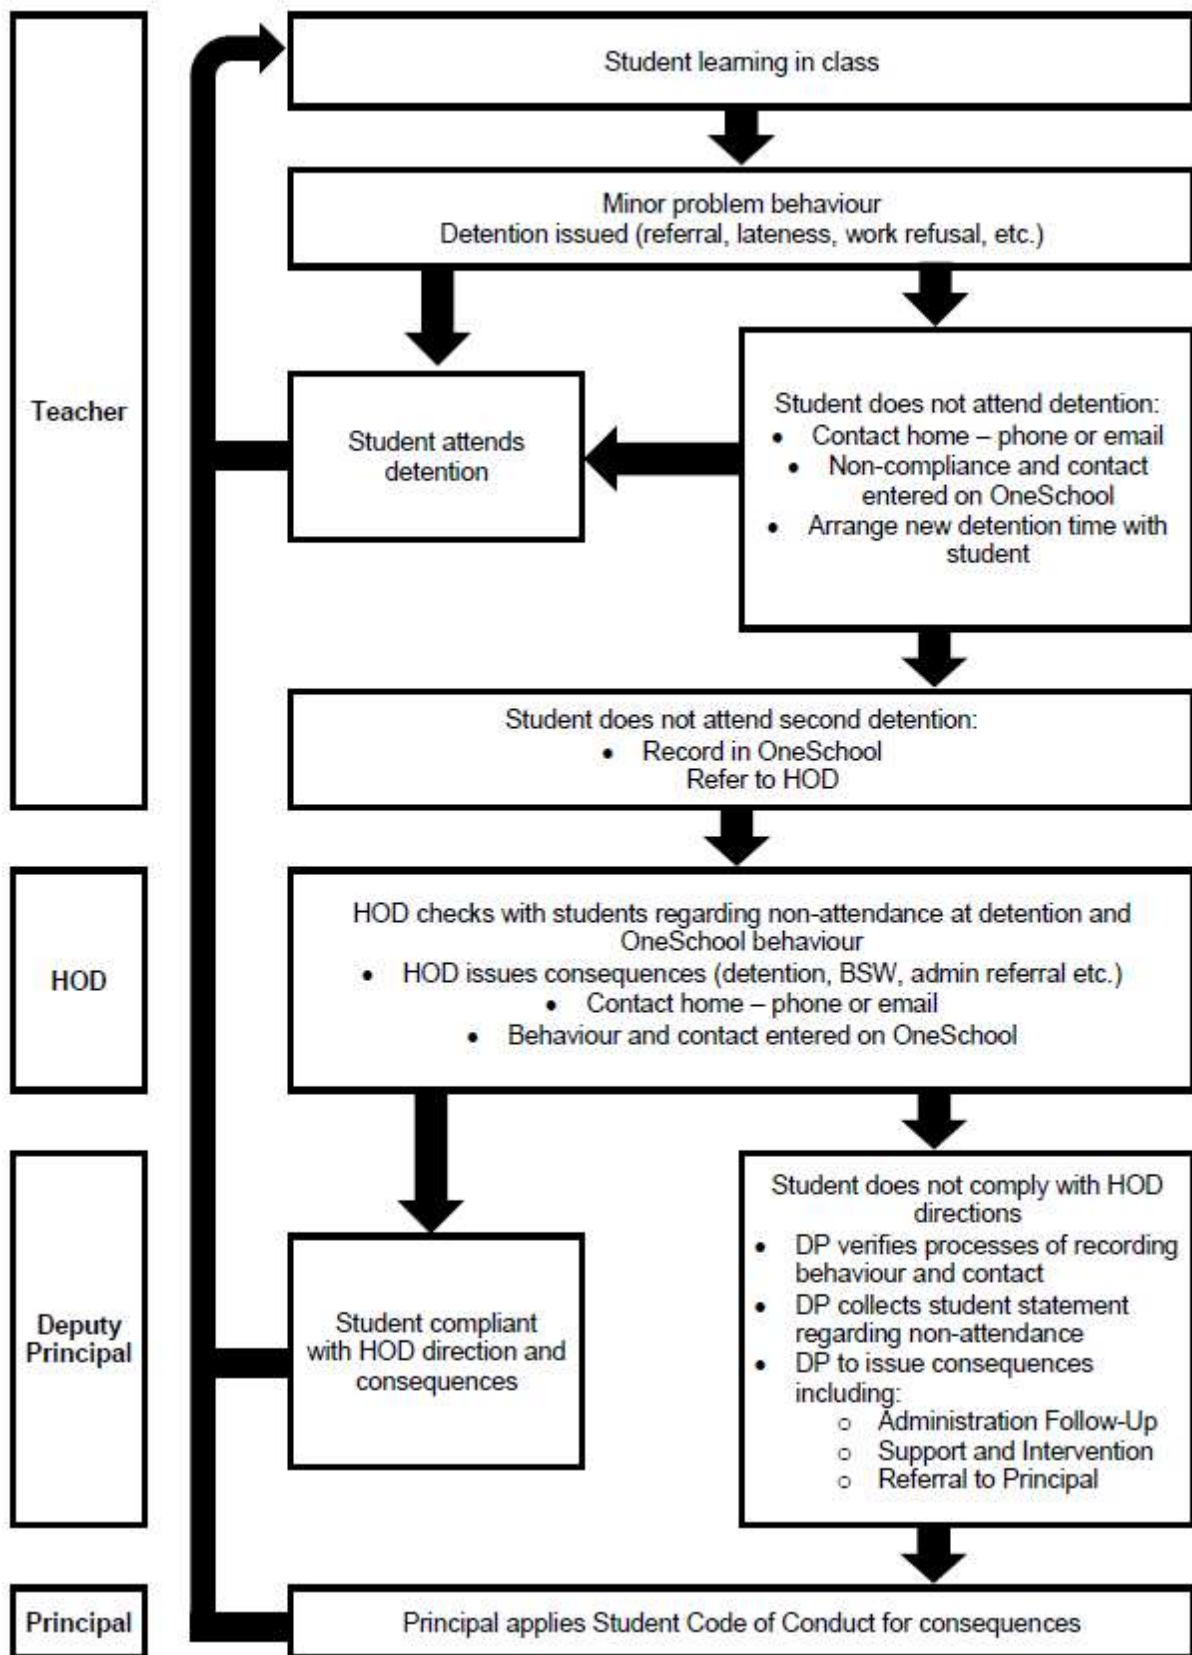 Student learning in class
Minor problem behaviour
Detention issued (referral, lateness, work refusal, etc.)
Teacher
Student attends
detention
Student does not attend detention:
• Contact home – phone or email
• Non-compliance and contact
entered on OneSchool
• Arrange new detention time with
student
Student does not attend second detention:
• Record in OneSchool
Refer to HOD
HOD
HOD checks with students regarding non-attendance at detention and
OneSchool behaviour
• HOD issues consequences (detention, BSW, admin referral etc.)
• Contact home – phone or email
• Behaviour and contact entered on OneSchool
Deputy
Principal
Student compliant
with HOD direction and
consequences
Student does not comply with HOD
directions
• DP verifies processes of recording
behaviour and contact
• DP collects student statement
regarding non-attendance
• DP to issue consequences
including:
o Administration Follow-Up
o Support and Intervention
o Referral to Principal
Principal
Principal applies Student Code of Conduct for consequences